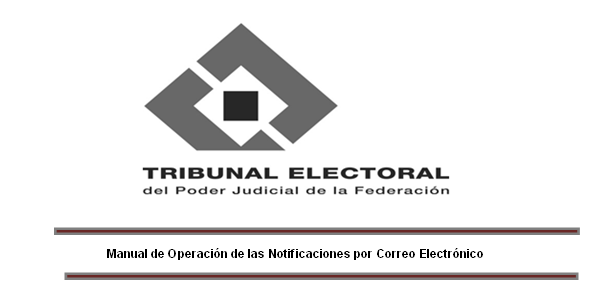 TRIBUNAL ELECTORAL
del Poder Judicial de la Federación
Manual de Operación de las Notificaciones por Correo Electrónico